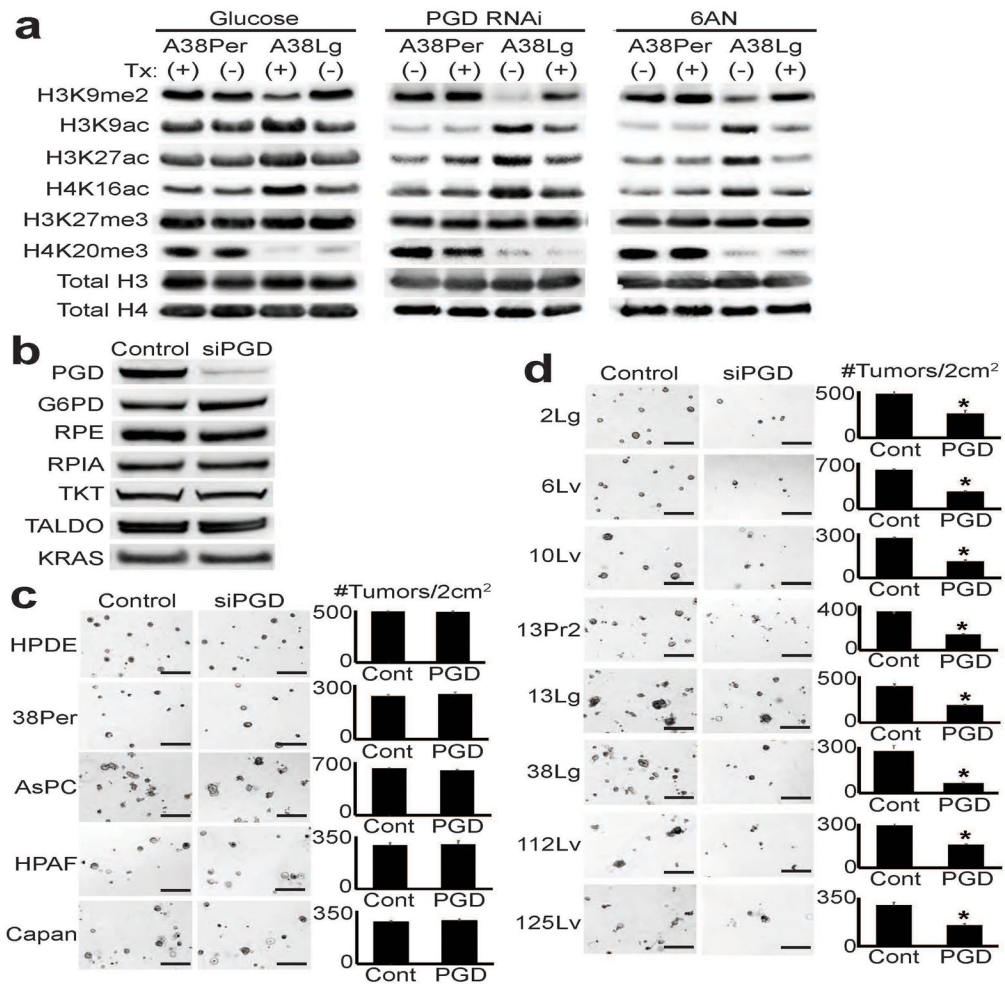 a
Glucose PGD RNAi 6AN
A38Per A38Lg A38Per A38Lg A38Per A38Lg
Tx: (+) (-) (+) (-) (-) (+) (-) (+) (-) (+) (-) (+)
H3K9me2
H3K9ac
H3K27ac
H4K16ac
H3K27me3
H4K20me3
Total H3
Total H4
b
Control siPGD
PGD
G6PD
RPE
RPIA
TKT
TALDO
KRAS
c
Control siPGD #Tumors/2cm²
HPDE 500 0
Cont PGD
38Per 300 0
Cont PGD
AsPC 700 0
Cont PGD
HPAF 350 0
Cont PGD
Capan 350 0
Cont PGD
d
Control siPGD #Tumors/2cm²
2Lg 500 * 0
Cont PGD
6Lv 700 * 0
Cont PGD
10Lv 300 * 0
Cont PGD
13Pr2 400 * 0
Cont PGD
13Lg 500 * 0
Cont PGD
38Lg 300 * 0
Cont PGD
112Lv 300 * 0
Cont PGD
125Lv 350 * 0
Cont PGD